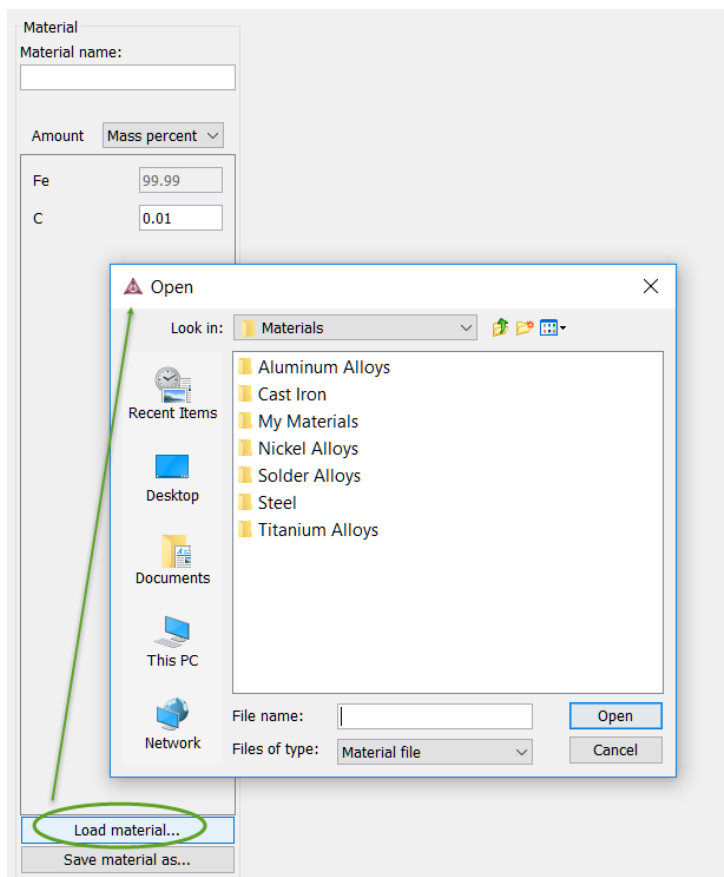 Material
Material name:
Amount Mass percent
Fe 99.99
C 0.01
Open
Look in: Materials
Recent Items
Desktop
Documents
This PC
Network
Aluminum Alloys
Cast Iron
My Materials
Nickel Alloys
Solder Alloys
Steel
Titanium Alloys
File name:
Open
Files of type: Material file
Cancel
Load material...
Save material as...